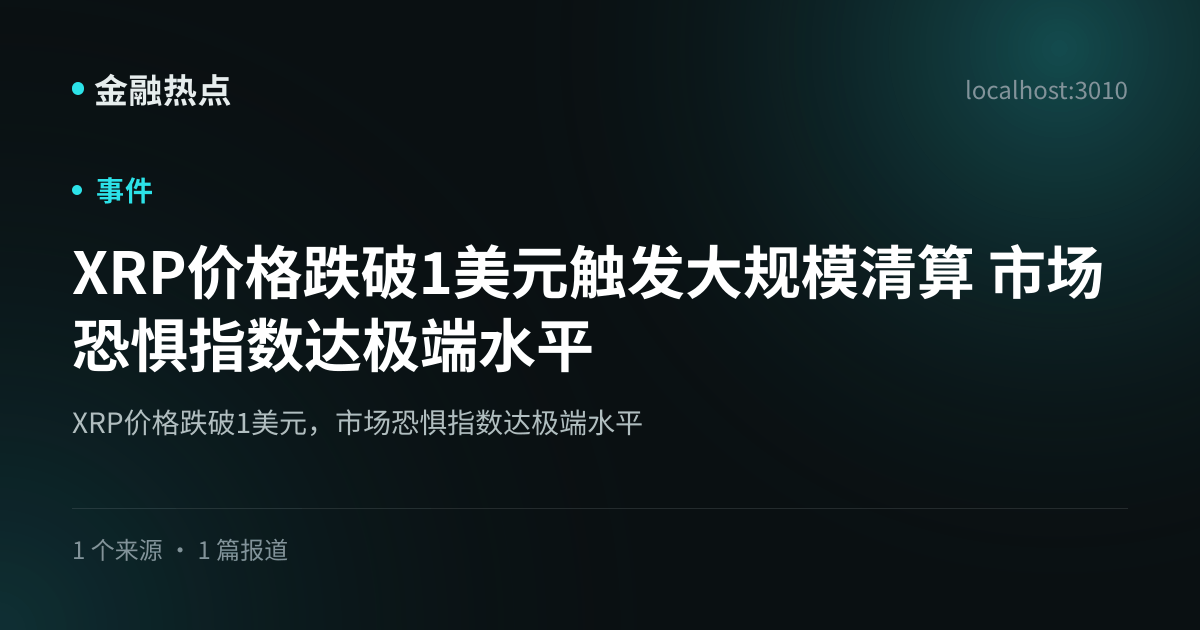 金融热点
localhost:3010
事件
XRP价格跌破1美元触发大规模清算 市场
恐惧指数达极端水平
XRP价格跌破1美元，市场恐惧指数达极端水平
1 个来源 · 1 篇报道